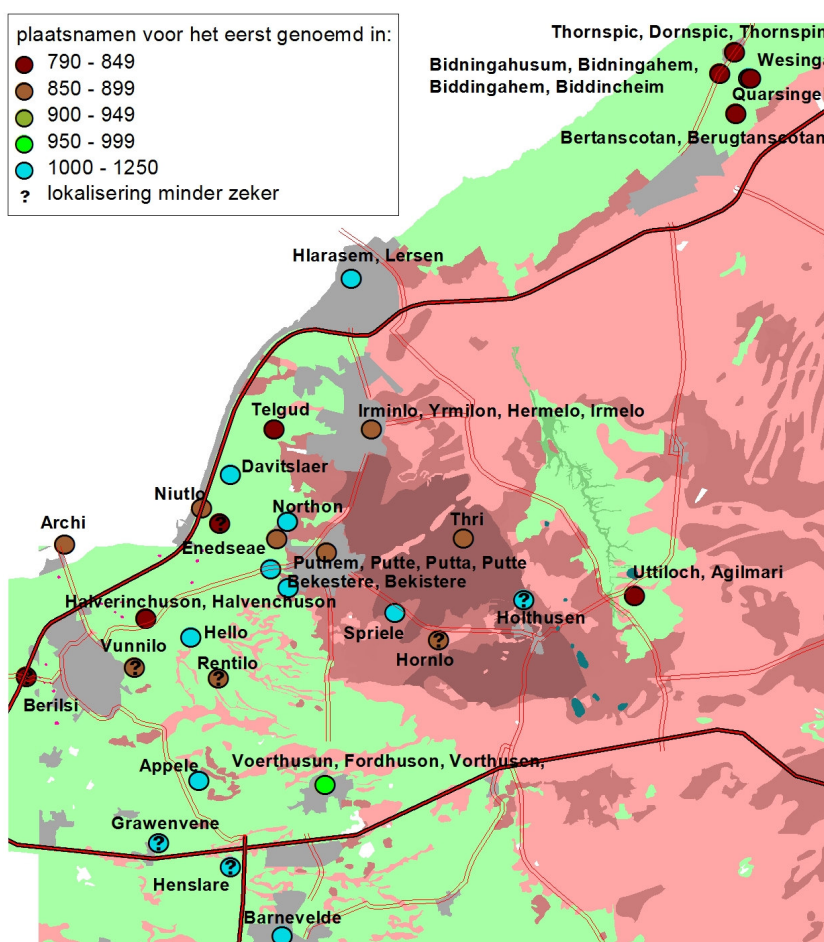 plaatsnamen voor het eerst genoemd in:
790 - 849
850 - 899
900 - 949
950 - 999
1000 - 1250
? lokalisering minder zeker
Thornspic, Dornspic, Thornspin
Bidningahusum, Bidningahem,
Biddingahem, Biddincheim
Wesinga
Quarsinge
Bertanscotan, Berugtanscotan
Hlarasem, Lersen
Telgud
Irminlo, Yrmilon, Hermelo, Irmelo
Davitslaer
Niutlo
?
Northon
Archi
Enedseae
Thri
Puthem, Putte, Putta, Putte
Bekestere, Bekistere
Uttiloch, Agilmari
Halverinchuson, Halvenchuson
?
Holthusen
Hello
Spriele
Vunnilo
?
?
Hornlo
Rentilo
?
?
Berilsi
Voerthusun, Fordhuson, Vorthusen,
Appele
Grawenvene
?
?
Henslare
Barnevelde